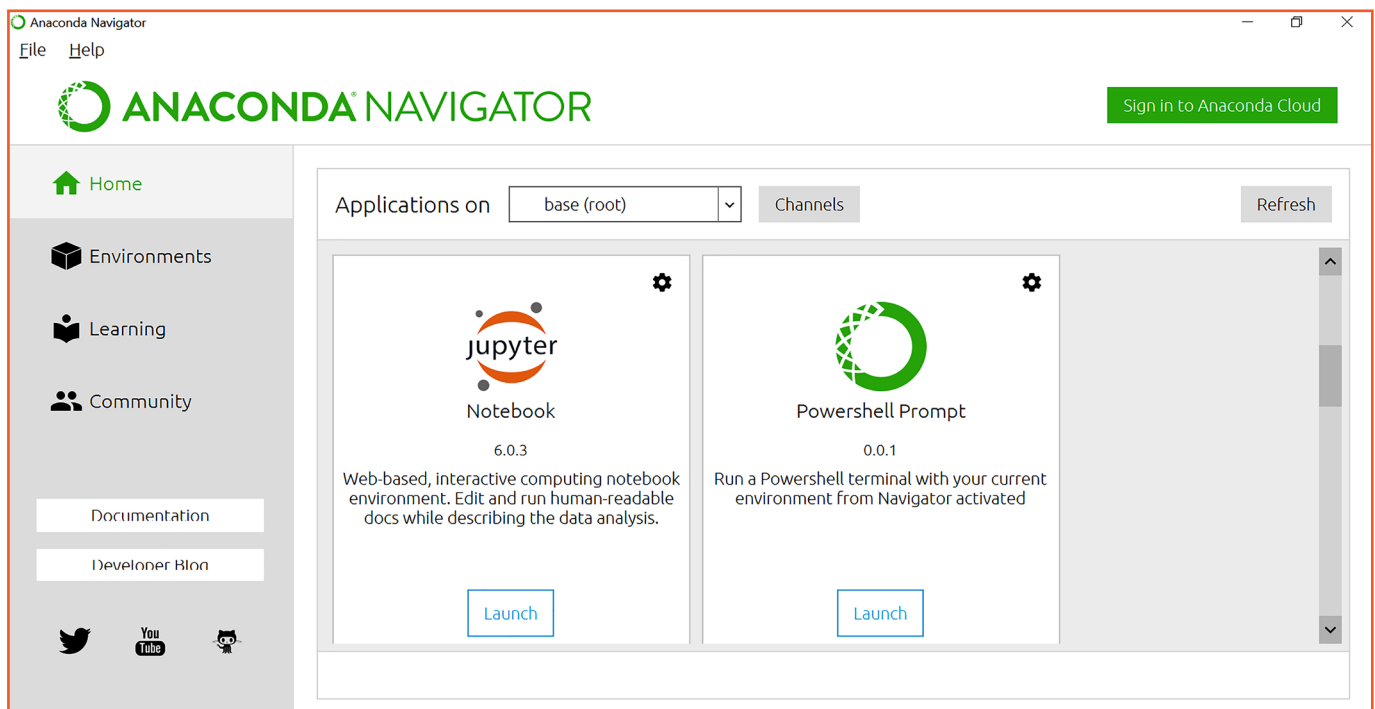 Anaconda Navigator
File Help
ANACONDA® NAVIGATOR
Sign in to Anaconda Cloud
Home
Environments
Learning
Community
Documentation
Developer Blog
You
Tube
Applications on base (root) Channels Refresh
jupyter
Notebook
6.0.3
Web-based, interactive computing notebook
environment. Edit and run human-readable
docs while describing the data analysis.
Launch
Powershell Prompt
0.0.1
Run a Powershell terminal with your current
environment from Navigator activated
Launch